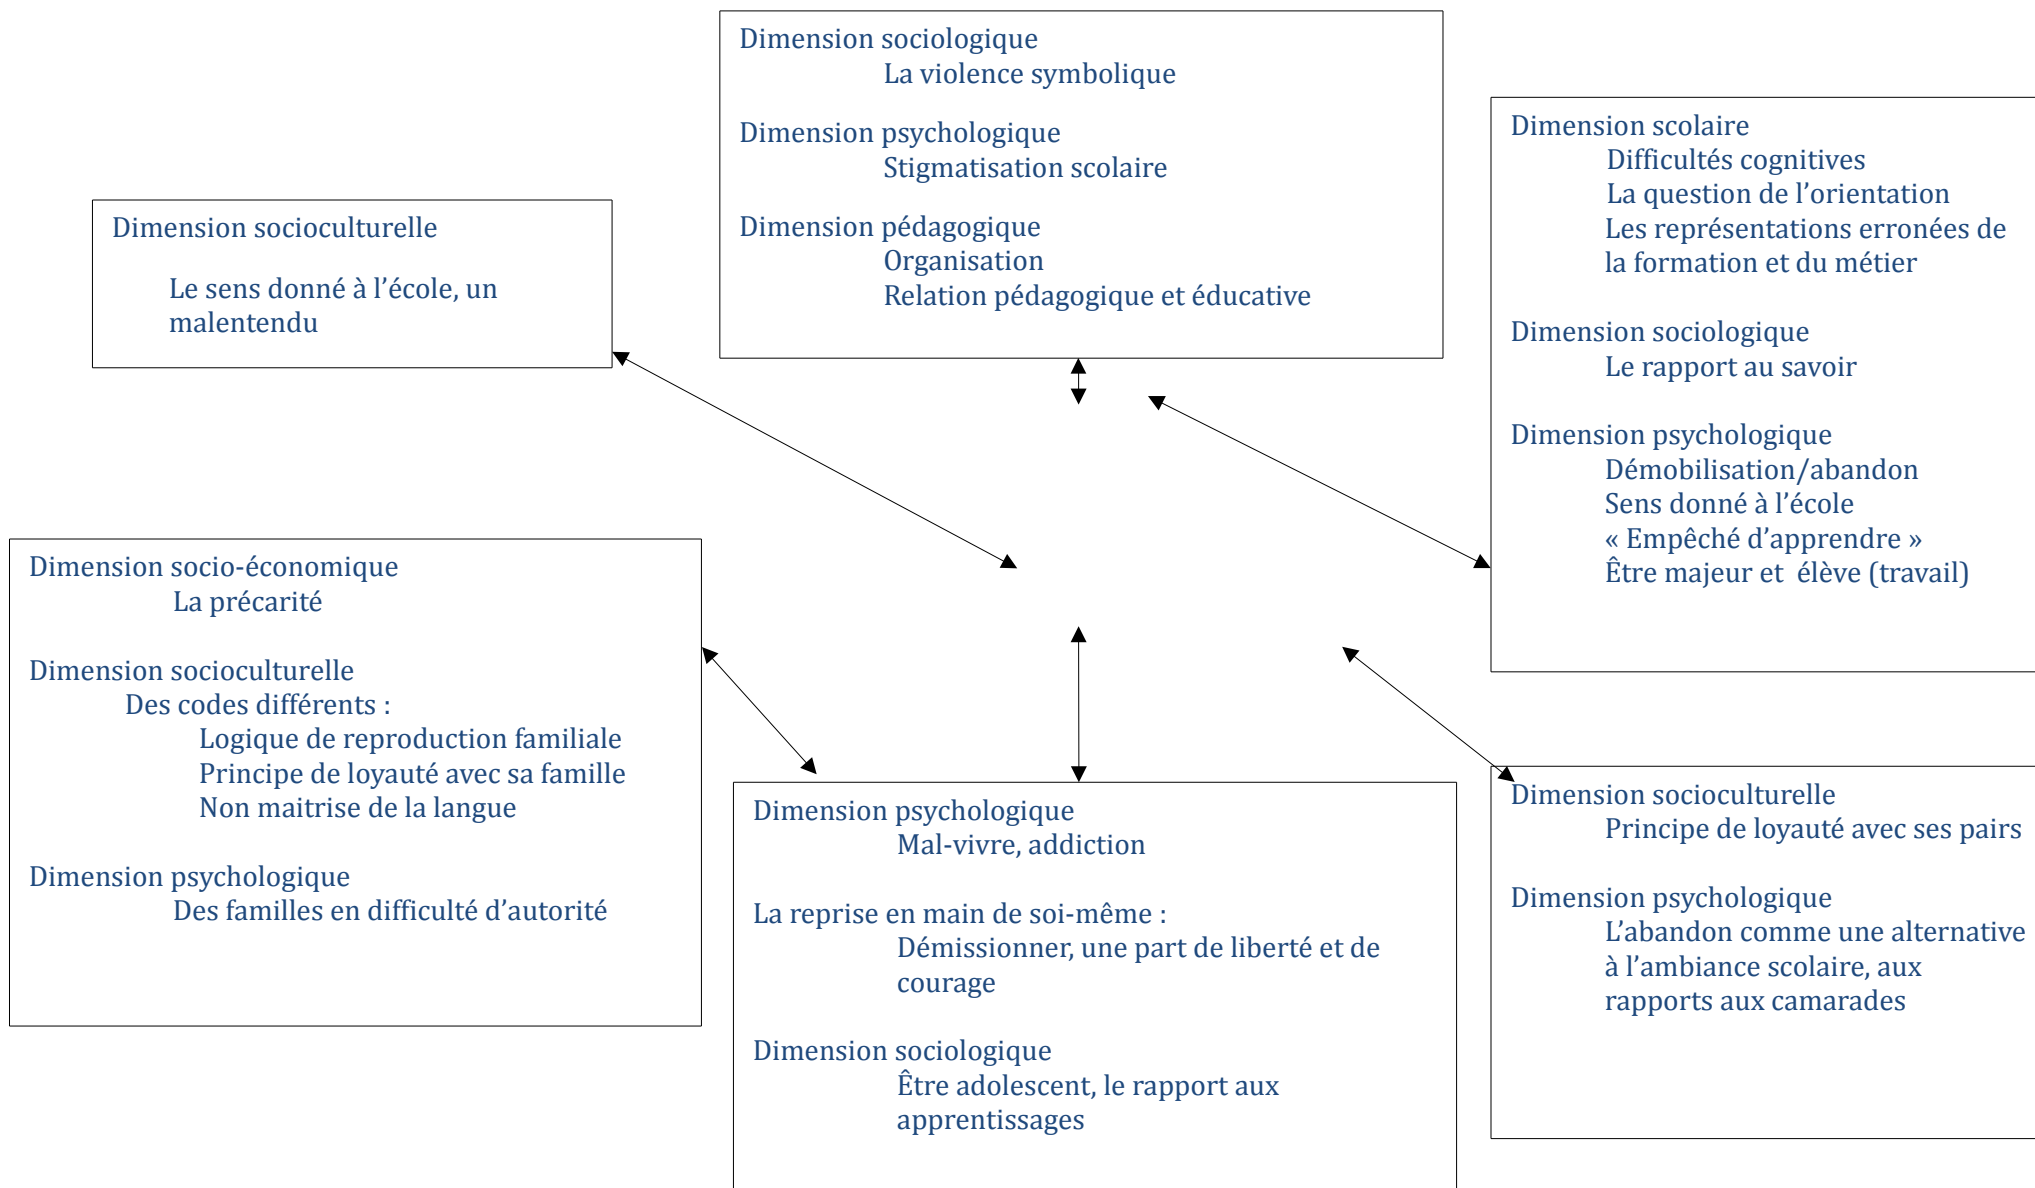 Dimension sociologique
La violence symbolique
Dimension psychologique
Stigmatisation scolaire
Dimension pédagogique
Organisation
Relation pédagogique et éducative
Dimension scolaire
Difficultés cognitives
La question de l’orientation
Les représentations erronées de
la formation et du métier
Dimension sociologique
Le rapport au savoir
Dimension psychologique
Démobilisation/abandon
Sens donné à l’école
« Empêché d’apprendre »
Être majeur et  élève (travail)
Dimension socioculturelle
Le sens donné à l’école, un
malentendu
Dimension socio-économique
La précarité
Dimension socioculturelle
Des codes différents :
Logique de reproduction familiale
Principe de loyauté avec sa famille
Non maitrise de la langue
Dimension psychologique
Des familles en difficulté d’autorité
Dimension psychologique
Mal-vivre, addiction
La reprise en main de soi-même :
Démissionner, une part de liberté et de
courage
Dimension sociologique
Être adolescent, le rapport aux
apprentissages
Dimension socioculturelle
Principe de loyauté avec ses pairs
Dimension psychologique
L’abandon comme une alternative
à l’ambiance scolaire, aux
rapports aux camarades